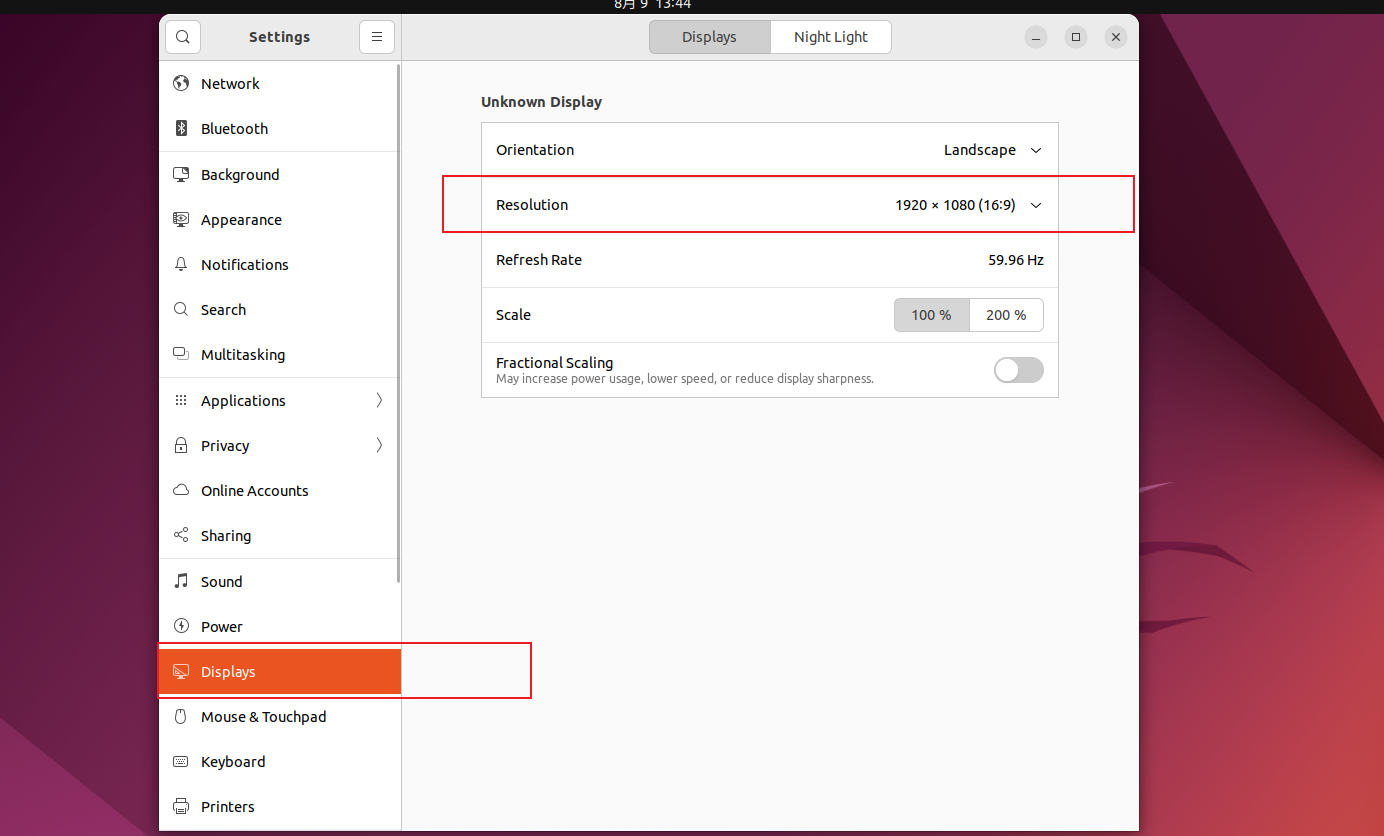 8月 9 13:44
Settings
Displays
Night Light
Network
Bluetooth
Background
Appearance
Notifications
Search
Multitasking
Applications
Privacy
Online Accounts
Sharing
Sound
Power
Displays
Mouse & Touchpad
Keyboard
Printers
Unknown Display
Orientation
Landscape
Resolution
1920 × 1080 (16:9)
Refresh Rate
59.96 Hz
Scale
100 %
200 %
Fractional Scaling
May increase power usage, lower speed, or reduce display sharpness.